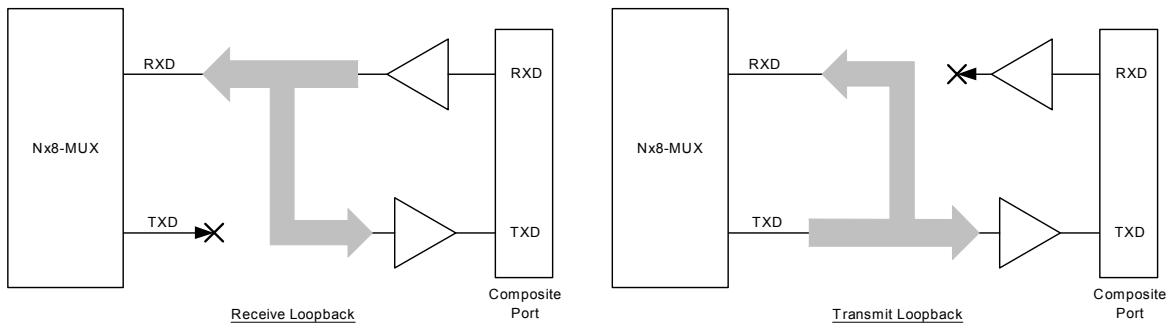 RXD
RXD
Nx8-MUX
TXD
TXD
Composite
Port
Receive Loopback
RXD
RXD
Nx8-MUX
TXD
TXD
Composite
Port
Transmit Loopback